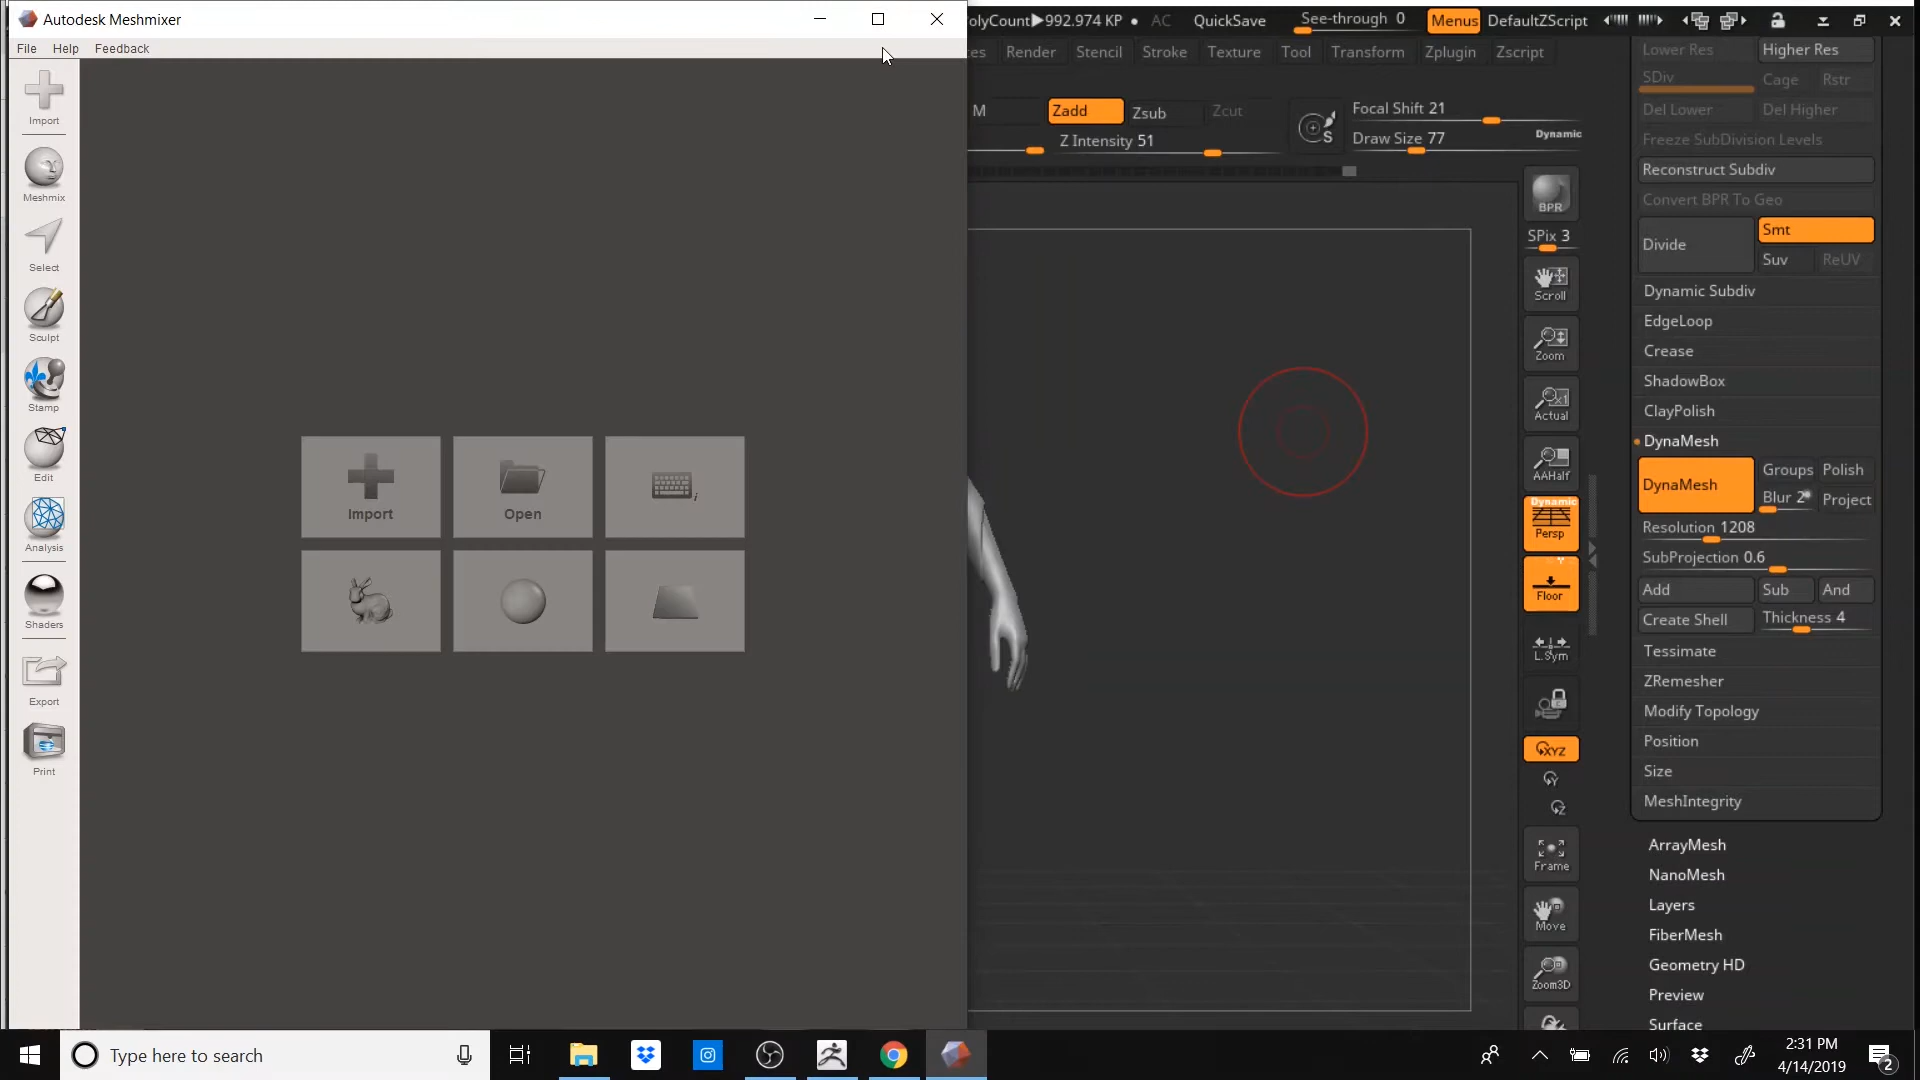 Autodesk Meshmixer
File Help Feedback
Import
Meshmix
Select
Sculpt
Stamp
Edit
Analysis
Shaders
Export
Print
Import
Open
i
olyCount▶992.974 KP • AC QuickSave See-through 0 Menus DefaultZScript
es Render Stencil Stroke Texture Tool Transform Zplugin Zscript
M Zadd Zsub Zcut
Z Intensity 51
S
Focal Shift 21
Draw Size 77 Dynamic
BPR
SPix 3
Scroll
Zoom
Actual
AAHalf
Dynamic
Persp
Floor
L.Sym
XYZ
Y
Z
Frame
Move
Zoom3D
Lower Res Higher Res
SDiv Cage Rstr
Del Lower Del Higher
Freeze SubDivision Levels
Reconstruct Subdiv
Convert BPR To Geo
Divide Smt
Suv ReUV
Dynamic Subdiv
EdgeLoop
Crease
ShadowBox
ClayPolish
DynaMesh
DynaMesh Groups Polish
Blur 2 Project
Resolution 1208
SubProjection 0.6
Add Sub And
Create Shell Thickness 4
Tessimate
ZRemesher
Modify Topology
Position
Size
MeshIntegrity
ArrayMesh
NanoMesh
Layers
FiberMesh
Geometry HD
Preview
Surface
Type here to search
2:31 PM
4/14/2019
2